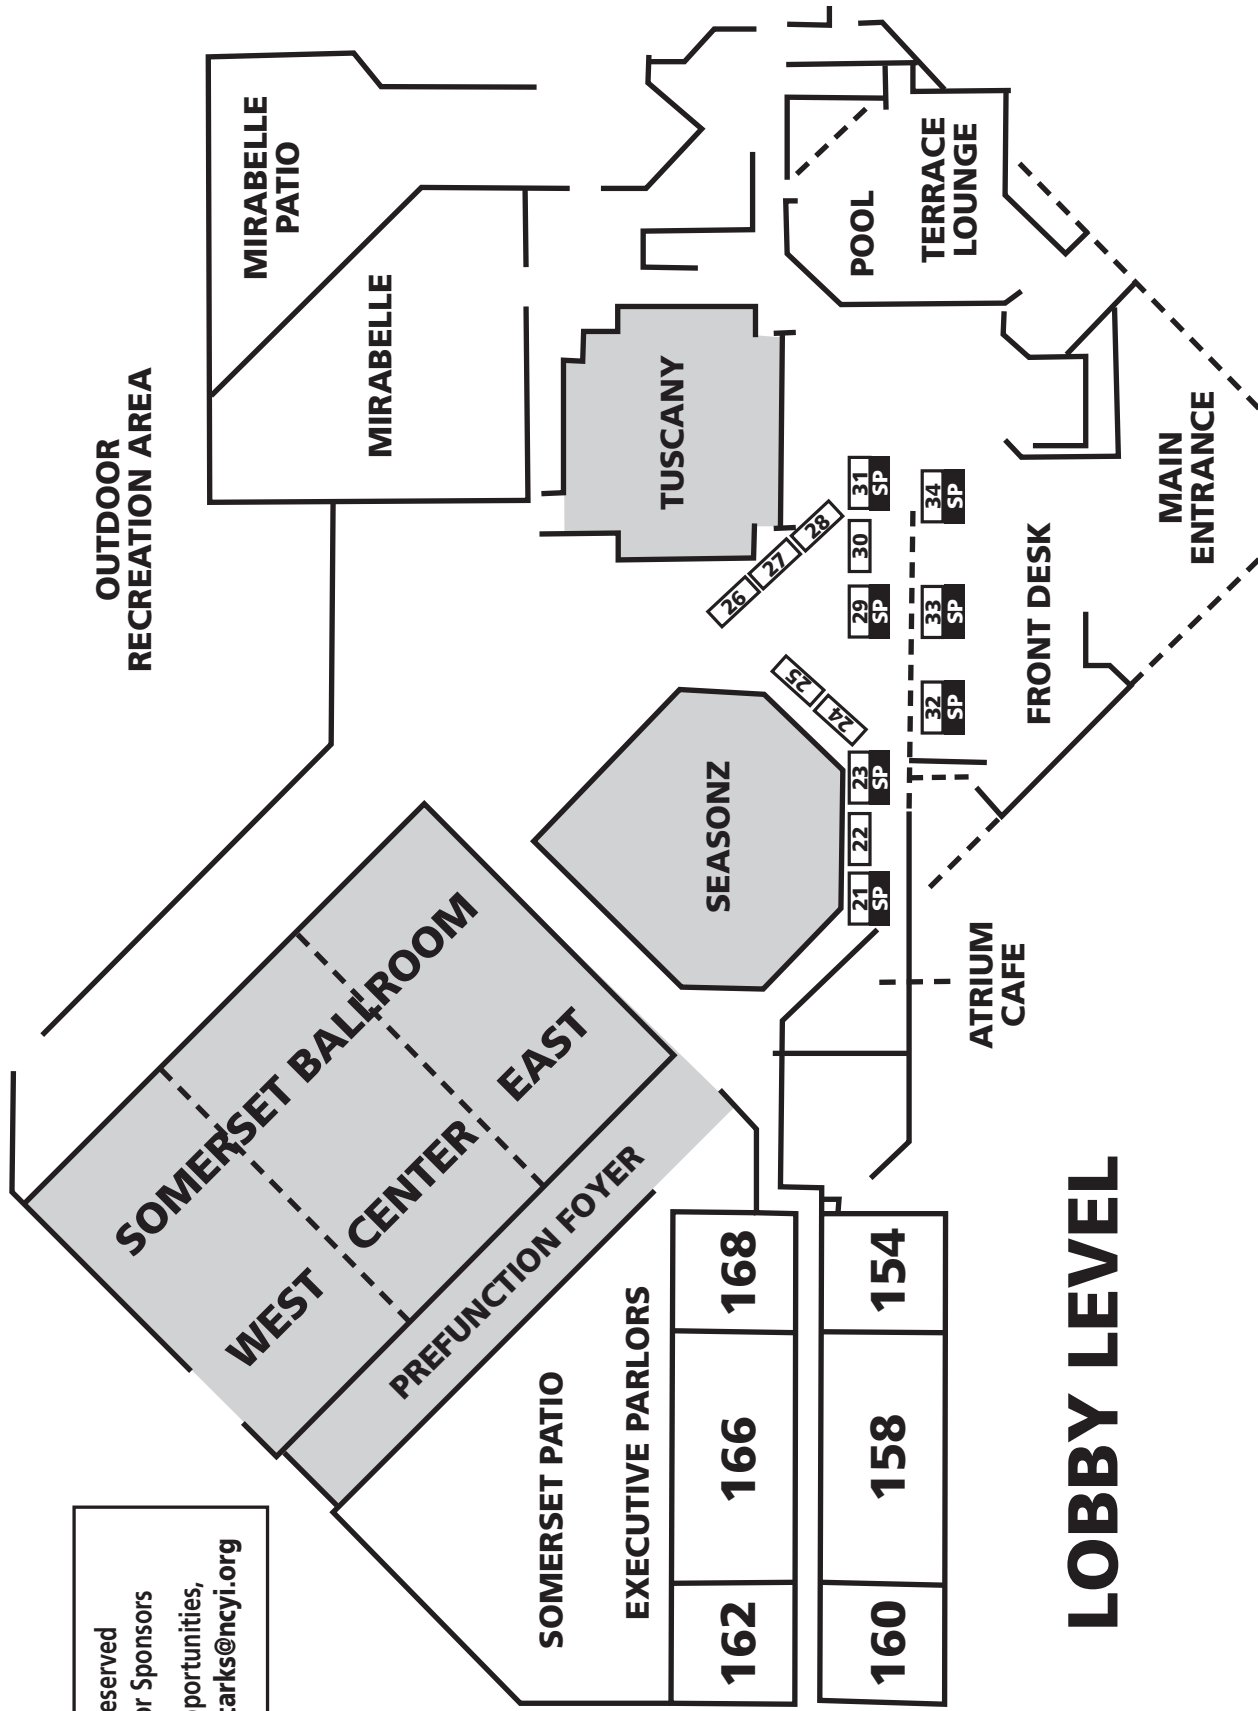 eserved
or Sponsors
portunities,
arks@ncyi.org
OUTDOOR
RECREATION AREA
MIRABELLE
PATIO
MIRABELLE
SOMERSET BALLROOM
WEST
CENTER
EAST
PREFUNCTION FOYER
TUSCANY
SEASONZ
SOMERSET PATIO
EXECUTIVE PARLORS
162
166
168
160
158
154
26
27
28
25
24
21
SP
22
23
SP
29
SP
30
31
SP
32
SP
33
SP
34
SP
POOL
TERRACE
LOUNGE
ATRIUM
CAFE
FRONT DESK
MAIN
ENTRANCE
LOBBY LEVEL